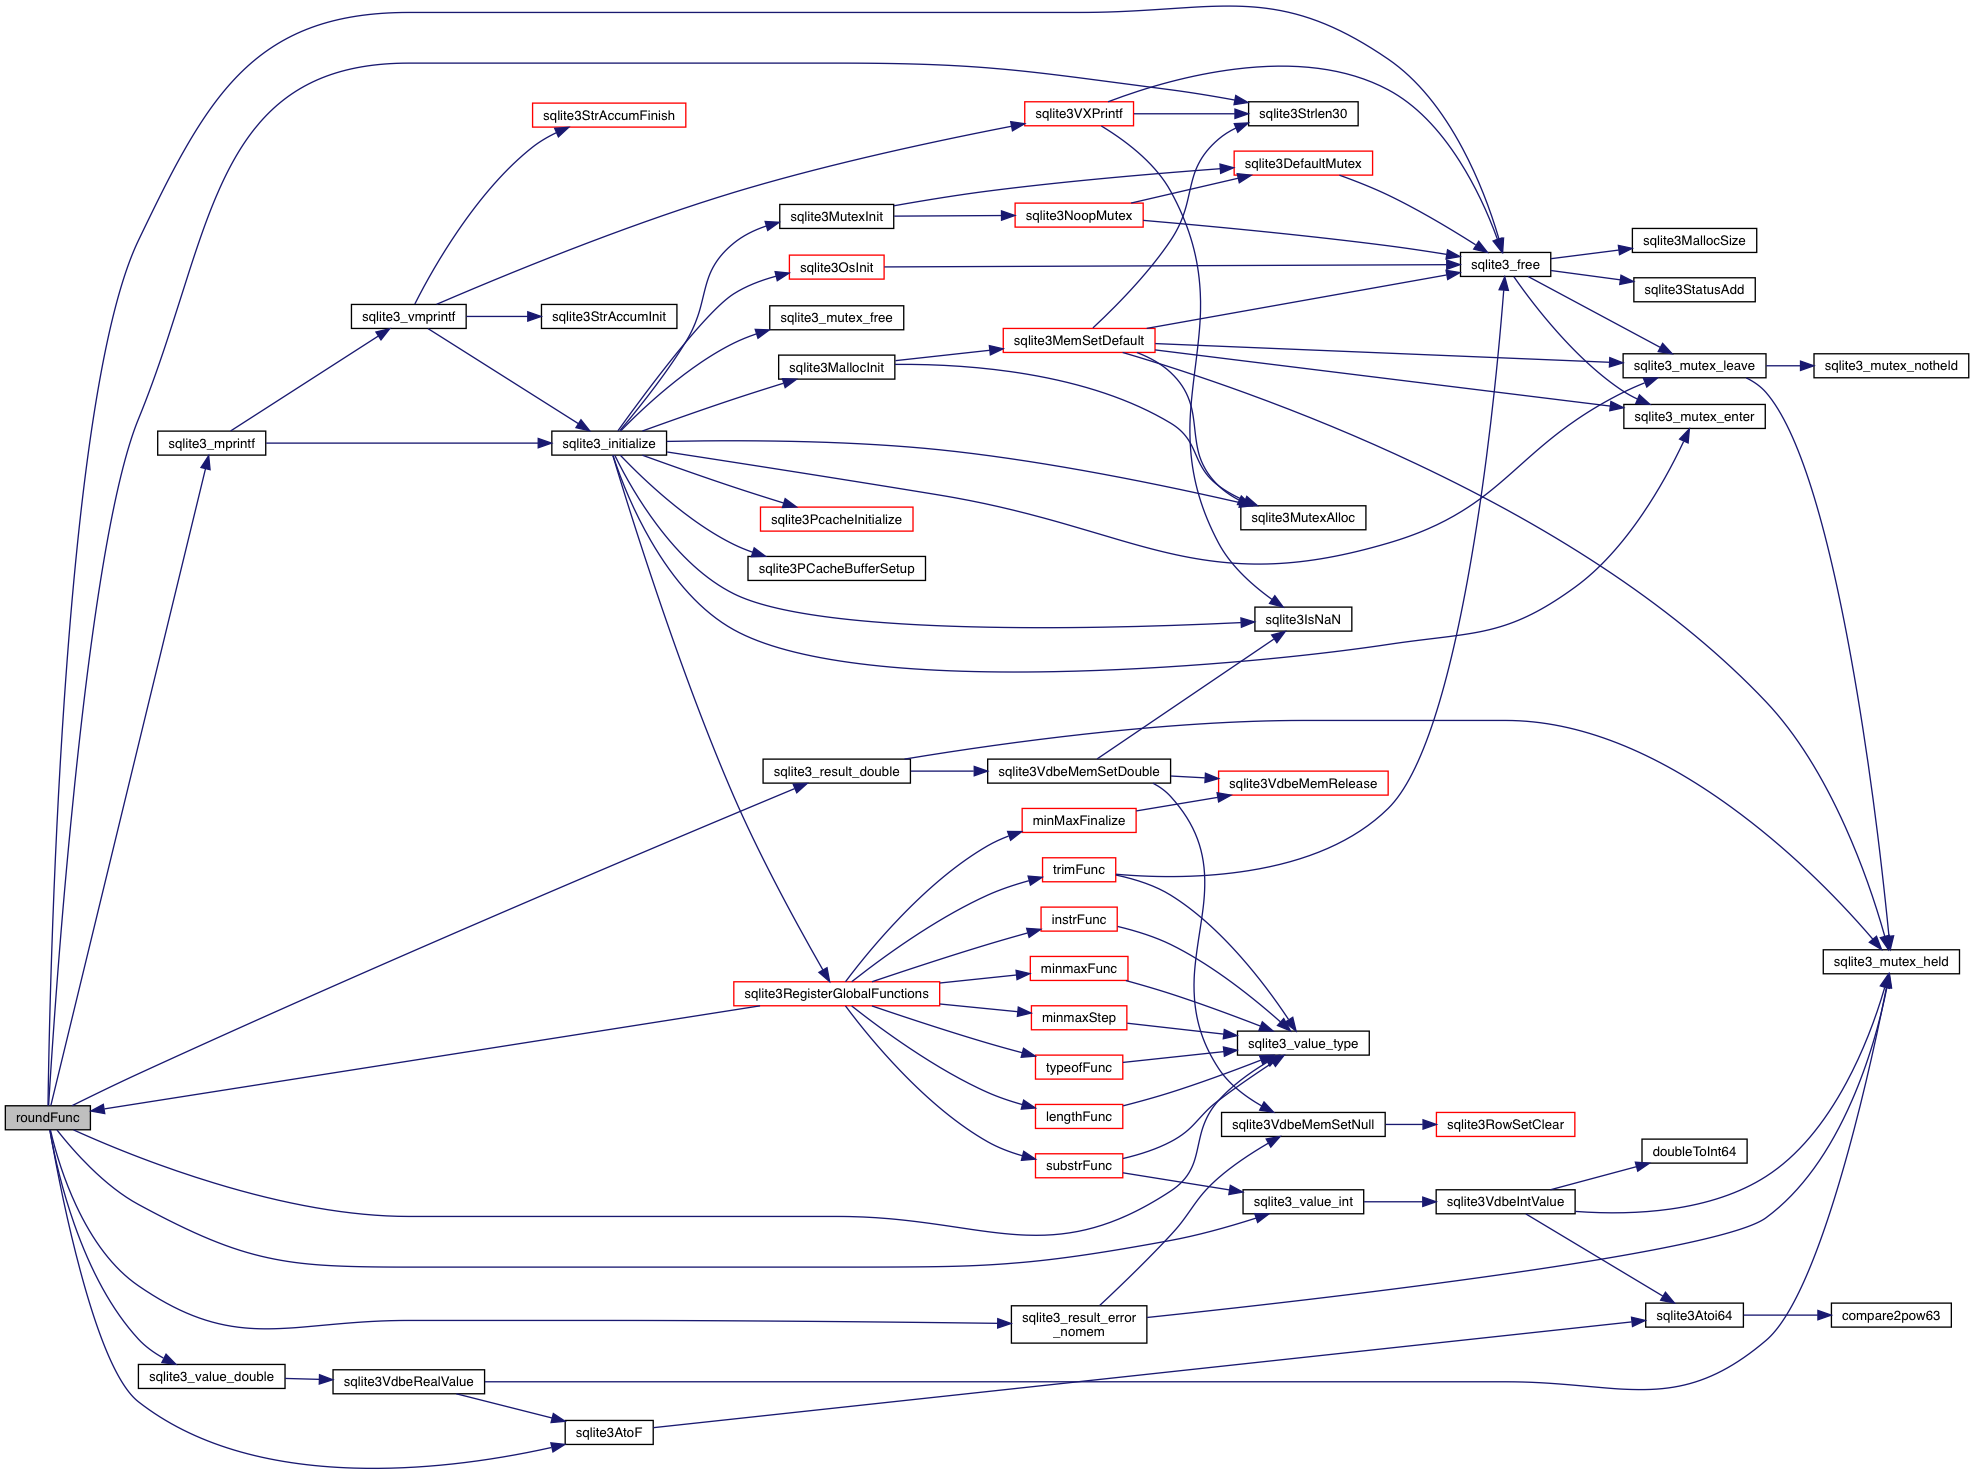 sqlite3StrAccumFinish
sqlite3VXPrintf
sqlite3Strlen30
sqlite3DefaultMutex
sqlite3MutexInit
sqlite3NoopMutex
sqlite3MallocSize
sqlite3OsInit
sqlite3_free
sqlite3StatusAdd
sqlite3_vmprintf
sqlite3StrAccumInit
sqlite3_mutex_free
sqlite3MemSetDefault
sqlite3MallocInit
sqlite3_mutex_leave
sqlite3_mutex_notheld
sqlite3_mutex_enter
sqlite3_mprintf
sqlite3_initialize
sqlite3PcacheInitialize
sqlite3MutexAlloc
sqlite3PCacheBufferSetup
sqlite3IsNaN
sqlite3_result_double
sqlite3VdbeMemSetDouble
sqlite3VdbeMemRelease
minMaxFinalize
trimFunc
instrFunc
minmaxFunc
sqlite3_mutex_held
sqlite3RegisterGlobalFunctions
minmaxStep
sqlite3_value_type
typeofFunc
roundFunc
lengthFunc
sqlite3VdbeMemSetNull
sqlite3RowSetClear
doubleToInt64
substrFunc
sqlite3_value_int
sqlite3VdbeIntValue
sqlite3_result_error
_nomem
sqlite3Atoi64
compare2pow63
sqlite3_value_double
sqlite3VdbeRealValue
sqlite3AtoF